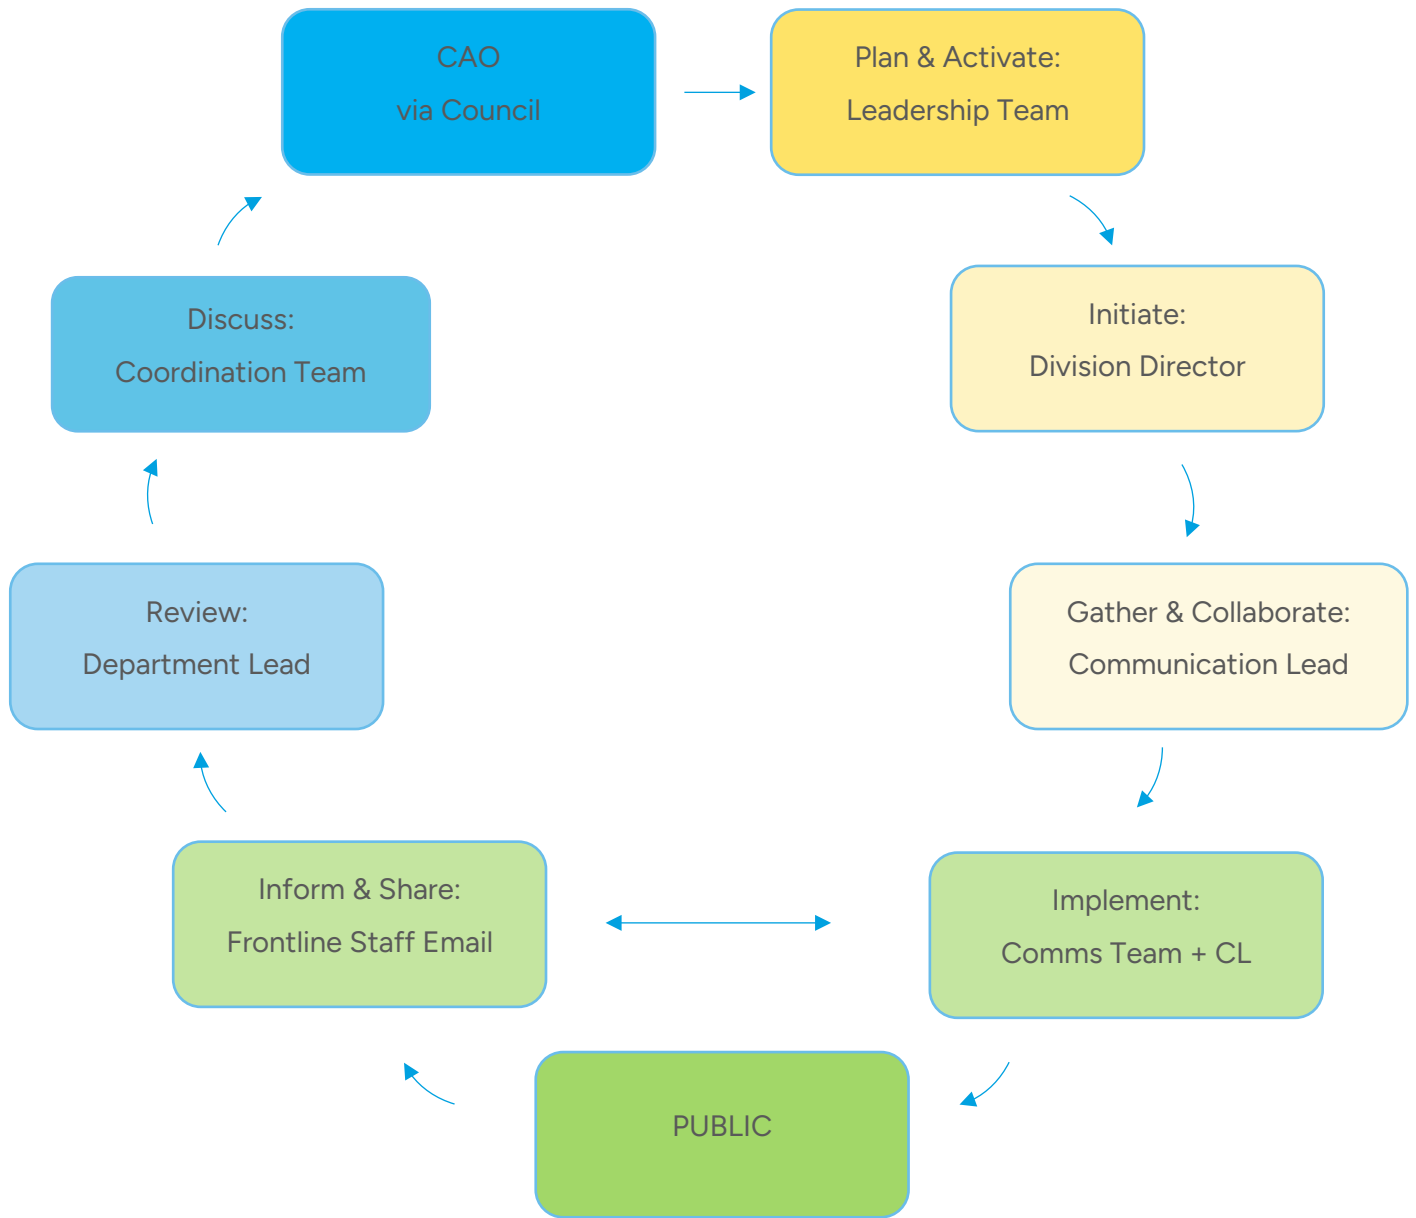 CAO
via Council
Plan & Activate:
Leadership Team
Initiate:
Division Director
Gather & Collaborate:
Communication Lead
Implement:
Comms Team + CL
PUBLIC
Inform & Share:
Frontline Staff Email
Review:
Department Lead
Discuss:
Coordination Team